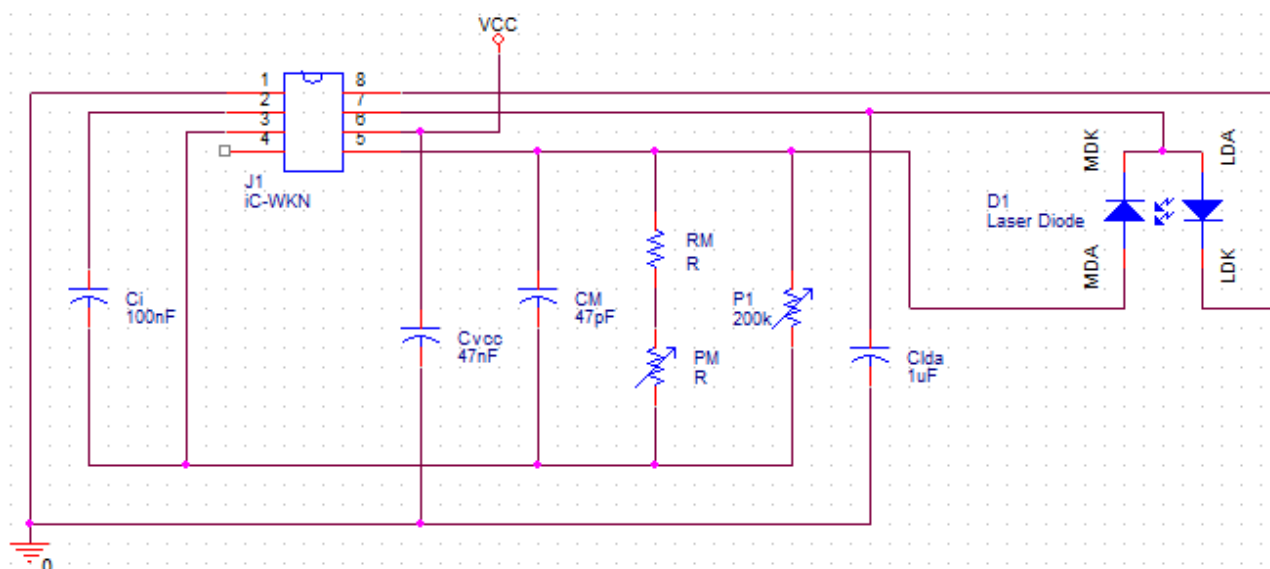 VCC
1
2
3
4
8
7
6
5
J1
iC-WKN
MDK
LDA
D1
Laser Diode
MDA
LDK
Ci
100nF
Cvcc
47nF
CM
47pF
RM
R
PM
R
P1
200k
Clda
1uF
0